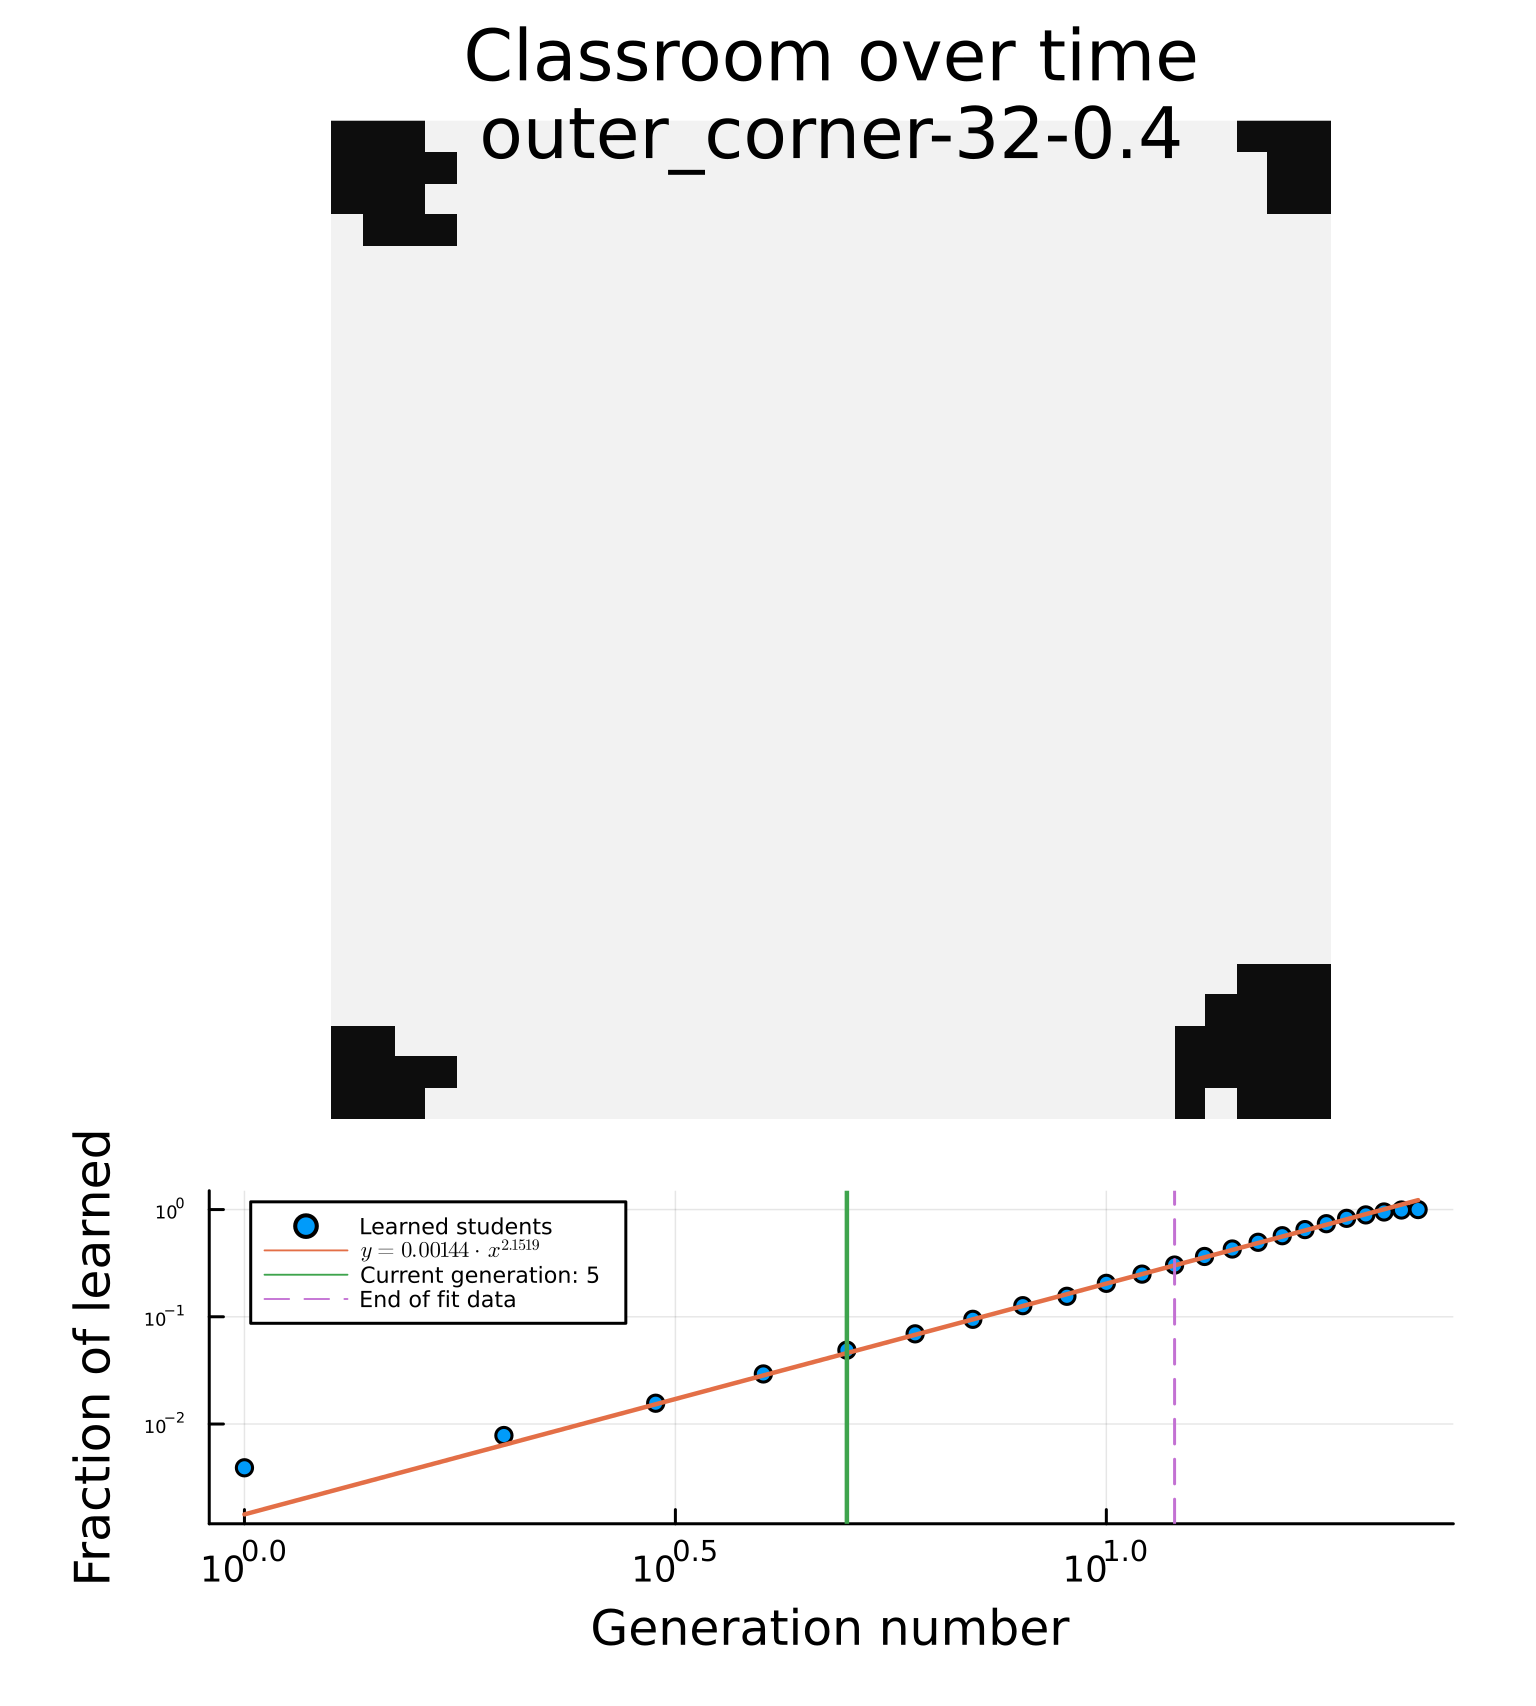 Classroom over time
outer_corner-32-0.4
Fraction of learned
10^0
10^−1
10^−2
Learned students
y = 0.00144 · x^2.1519
Current generation: 5
End of fit data
10^0.0
10^0.5
10^1.0
Generation number